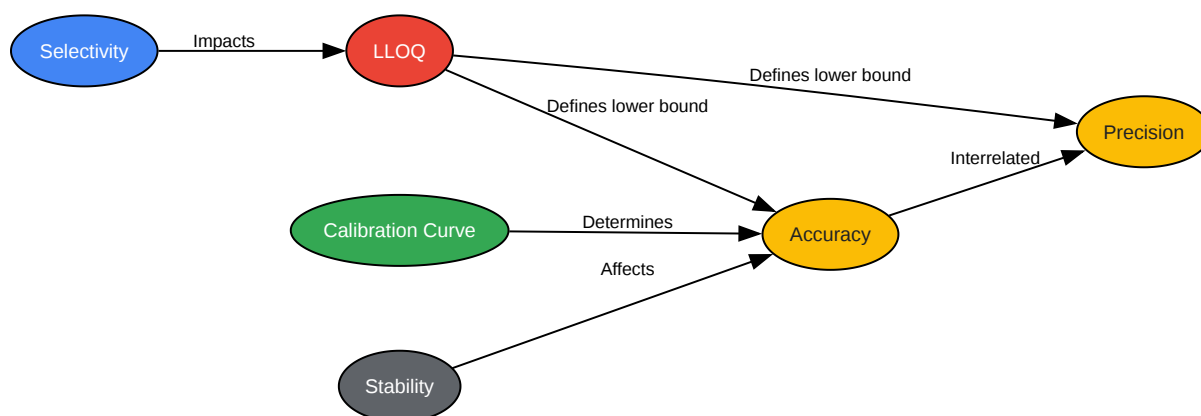 Selectivity
Impacts
LLOQ
Defines lower bound
Defines lower bound
Precision
Interrelated
Calibration Curve
Determines
Accuracy
Affects
Stability